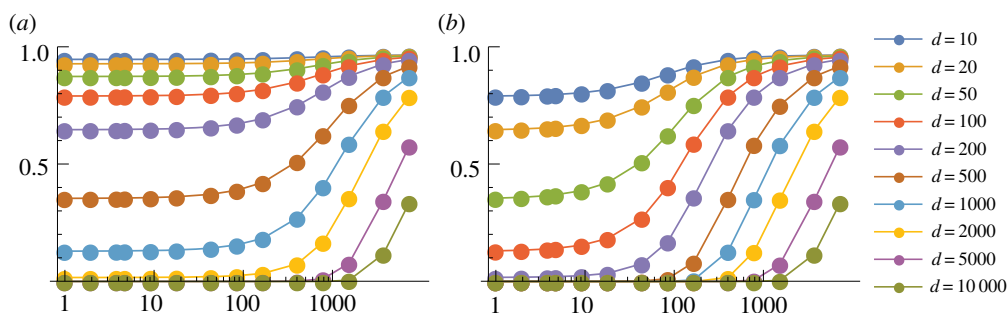 (a)
1.0
0.5
1
10
100
1000
(b)
1.0
0.5
1
10
100
1000
d = 10
d = 20
d = 50
d = 100
d = 200
d = 500
d = 1000
d = 2000
d = 5000
d = 10 000